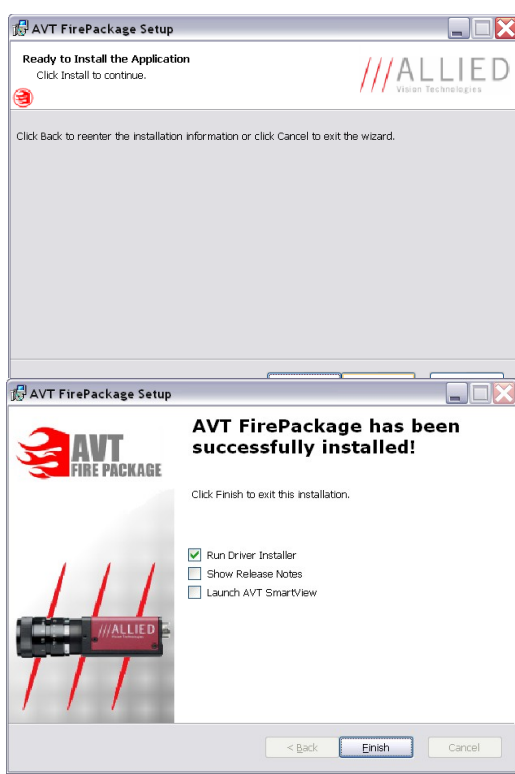 AVT FirePackage Setup
Ready to Install the Application
Click Install to continue.
///ALLIED
Vision Technologies
Click Back to reenter the installation information or click Cancel to exit the wizard.
AVT FirePackage Setup
AVT
FIRE PACKAGE
AVT FirePackage has been
successfully installed!
Click Finish to exit this installation.
Run Driver Installer
Show Release Notes
Launch AVT SmartView
///ALLIED
< Back
Finish
Cancel